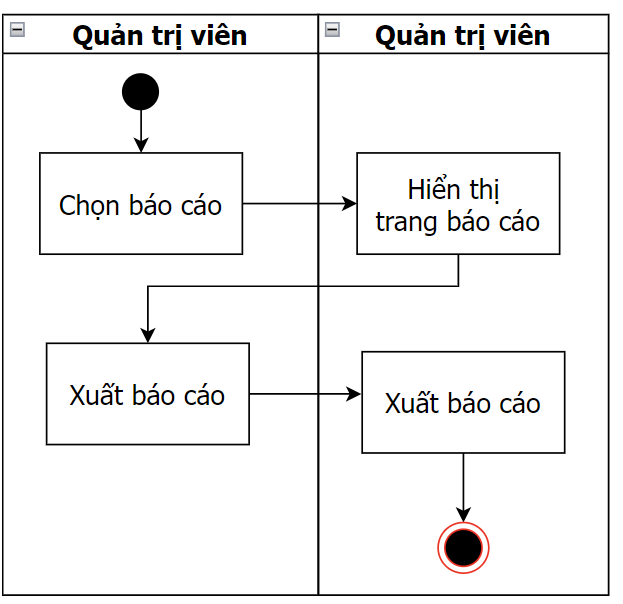 Quản trị viên
Quản trị viên
Chọn báo cáo
Hiển thị
trang báo cáo
Xuất báo cáo
Xuất báo cáo